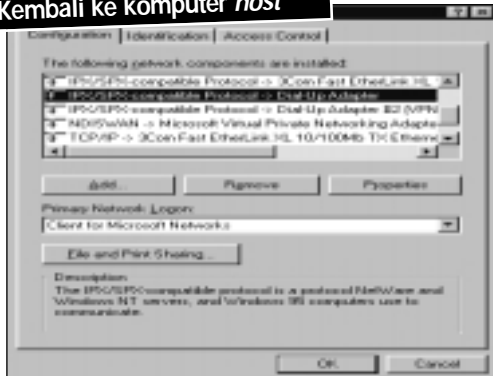 Kembali ke komputer host
Configuration Identification Access Control
The following network components are installed:
IPX/SPX-compatible Protocol -> 3Com Fast EtherLink XL
IPX/SPX-compatible Protocol -> Dial-Up Adapter
IPX/SPX-compatible Protocol -> Dial-Up Adapter #2 (VPN
NDISWAN -> Microsoft Virtual Private Networking Adapte
TCP/IP -> 3Com Fast EtherLink XL 10/100Mb TX Etherne
Add... Remove Properties
Primary Network Logon:
Client for Microsoft Networks
File and Print Sharing...
Description
The IPX/SPX-compatible protocol is a protocol NetWare and
Windows NT servers, and Windows 95 computers use to
communicate.
OK Cancel